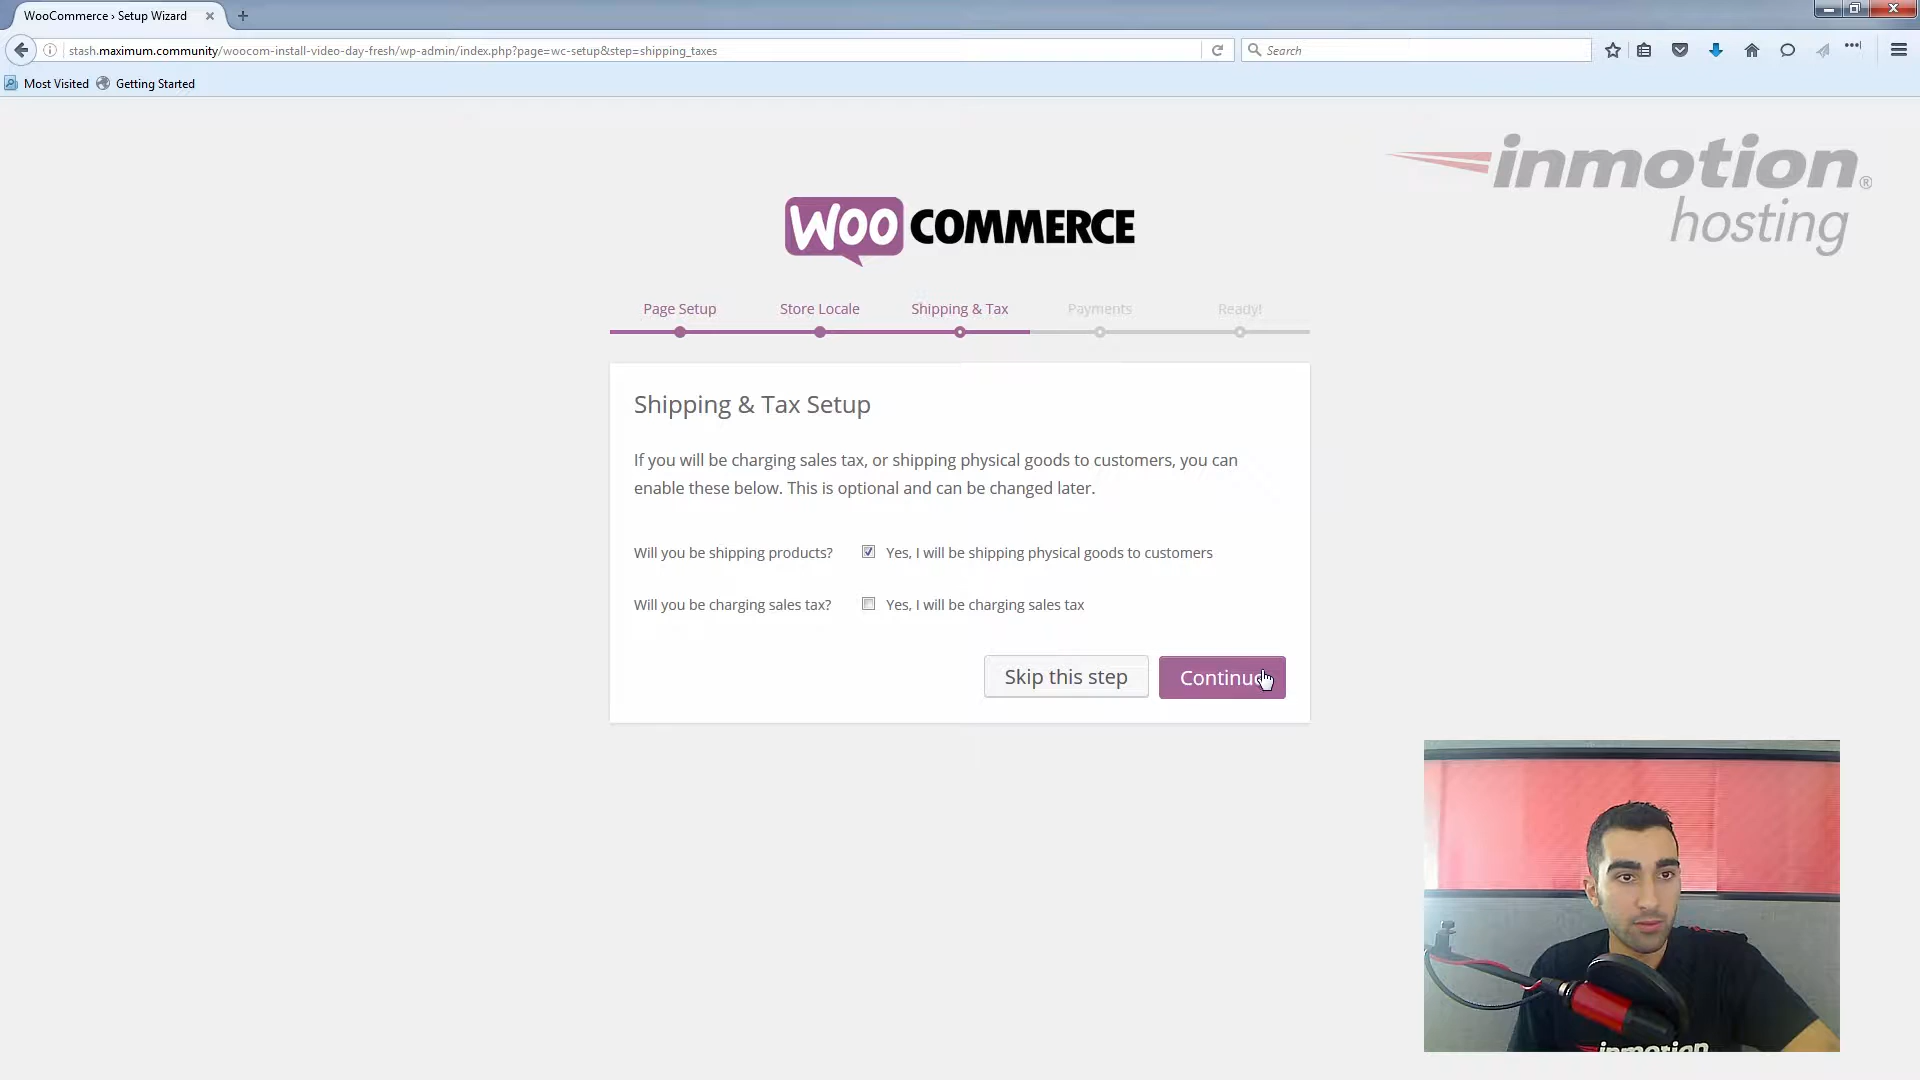 WooCommerce › Setup Wizard
stash.maximum.community/woocom-install-video-day-fresh/wp-admin/index.php?page=wc-setup&step=shipping_taxes
Search
Most Visited
Getting Started
inmotion®
hosting
WOO COMMERCE
Page Setup
Store Locale
Shipping & Tax
Payments
Ready!
Shipping & Tax Setup
If you will be charging sales tax, or shipping physical goods to customers, you can
enable these below. This is optional and can be changed later.
Will you be shipping products?
Yes, I will be shipping physical goods to customers
Will you be charging sales tax?
Yes, I will be charging sales tax
Skip this step
Continue
inmotion